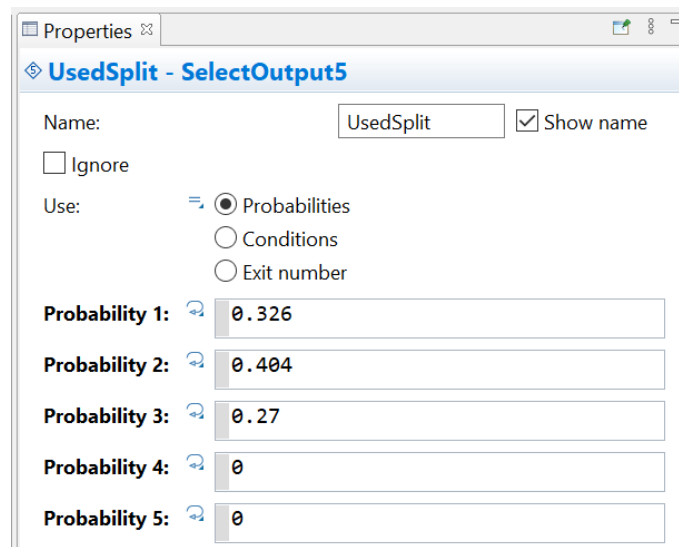 Properties
UsedSplit - SelectOutput5
Name: UsedSplit Show name
Ignore
Use: Probabilities
Conditions
Exit number
Probability 1: 0.326
Probability 2: 0.404
Probability 3: 0.27
Probability 4: 0
Probability 5: 0